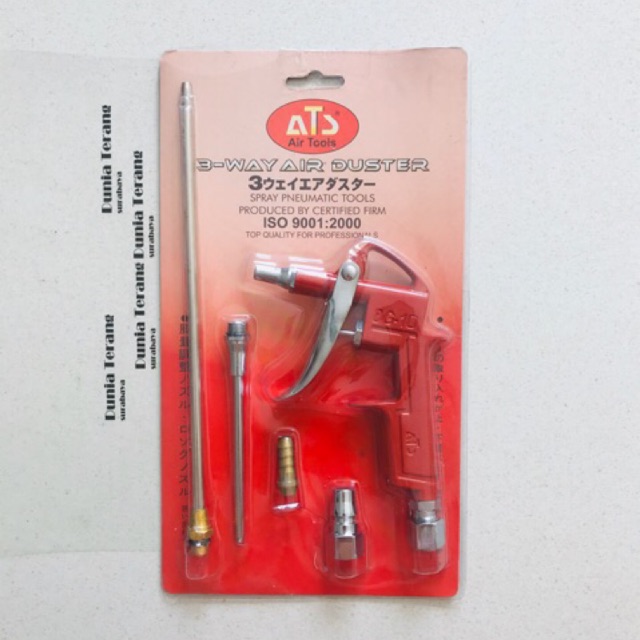 ATS
Air Tools
3-WAY AIR DUSTER
3ウェイエアダスター
SPRAY PNEUMATIC TOOLS
PRODUCED BY CERTIFIED FIRM
ISO 9001:2000
TOP QUALITY FOR PROFESSIONALS
ATS
Dunia Terang
surabaya
Dunia Terang
surabaya
Dunia Terang
surabaya
Dunia Terang
surabaya